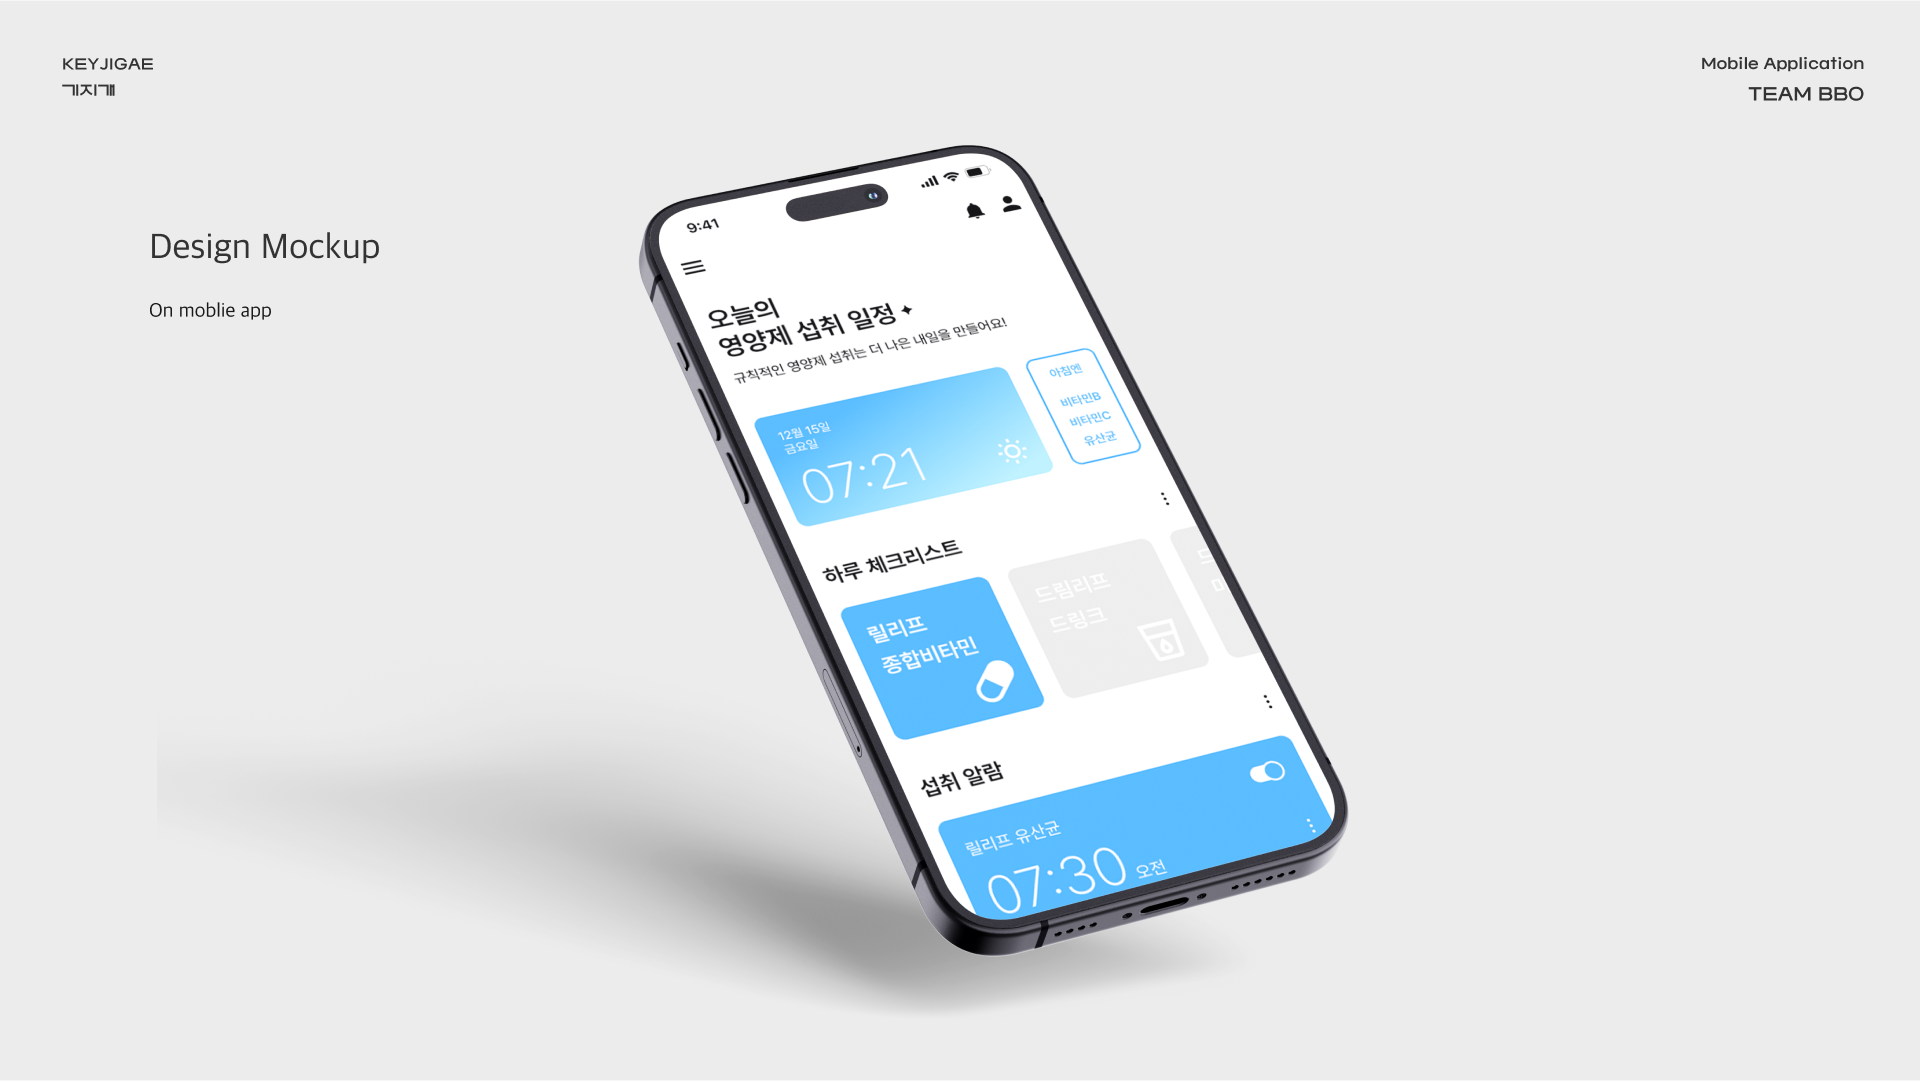 KEYJIGAE
Mobile Application
TEAM BBO
Design Mockup
On moblie app
9:41
오늘의
영양제 섭취 일정
규칙적인 영양제 섭취는 더 나은 내일을 만들어요!
12월 15일
금요일
07:21
아침엔
비타민B
비타민C
유산균
하루 체크리스트
릴리프
종합비타민
드림리프
드링크
섭취 알람
릴리프 유산균
07:30 오전